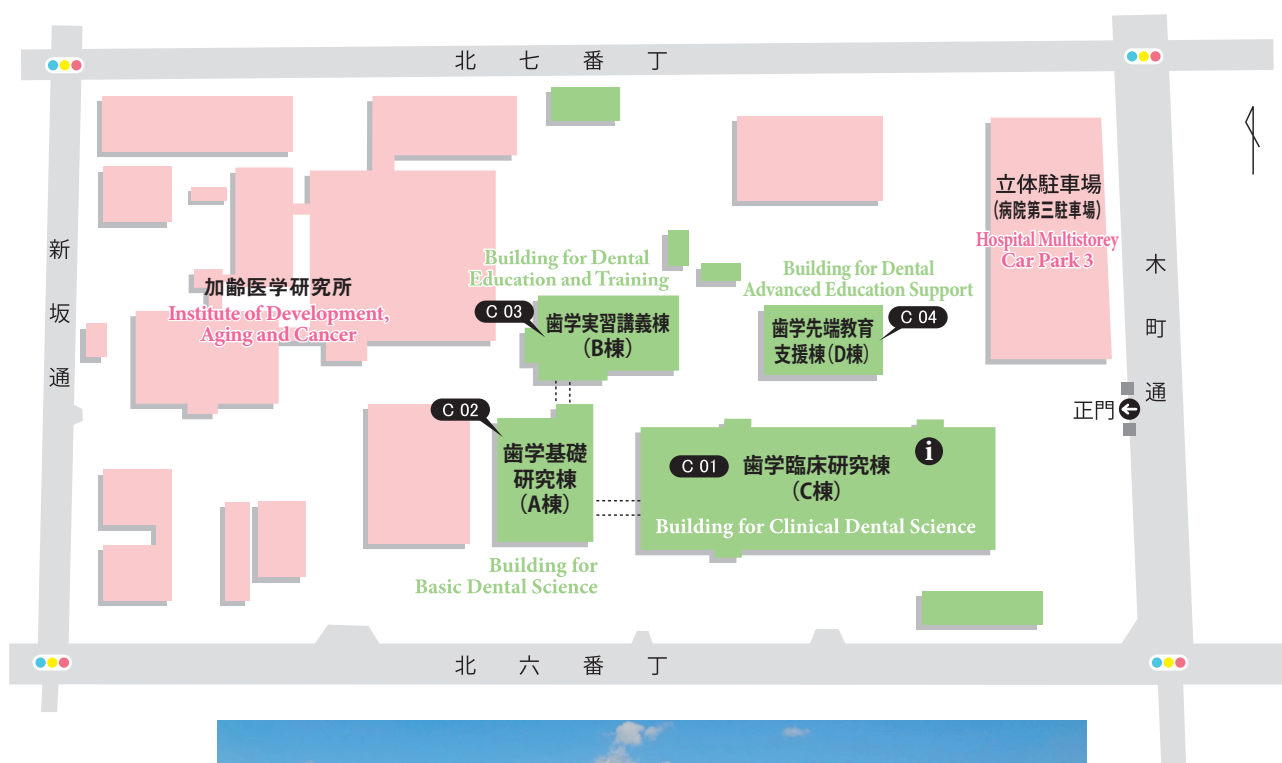 北七番丁
新坂通
木町通
立体駐車場
(病院第三駐車場)
Hospital Multistorey
Car Park 3
加齢医学研究所
Institute of Development,
Aging and Cancer
Building for Dental
Education and Training
C 03
歯学実習講義棟
(B棟)
Building for Dental
Advanced Education Support
C 04
歯学先端教育
支援棟(D棟)
正門
C 02
歯学基礎
研究棟
(A棟)
Building for
Basic Dental Science
C 01
歯学臨床研究棟
(C棟)
i
Building for Clinical Dental Science
北六番丁